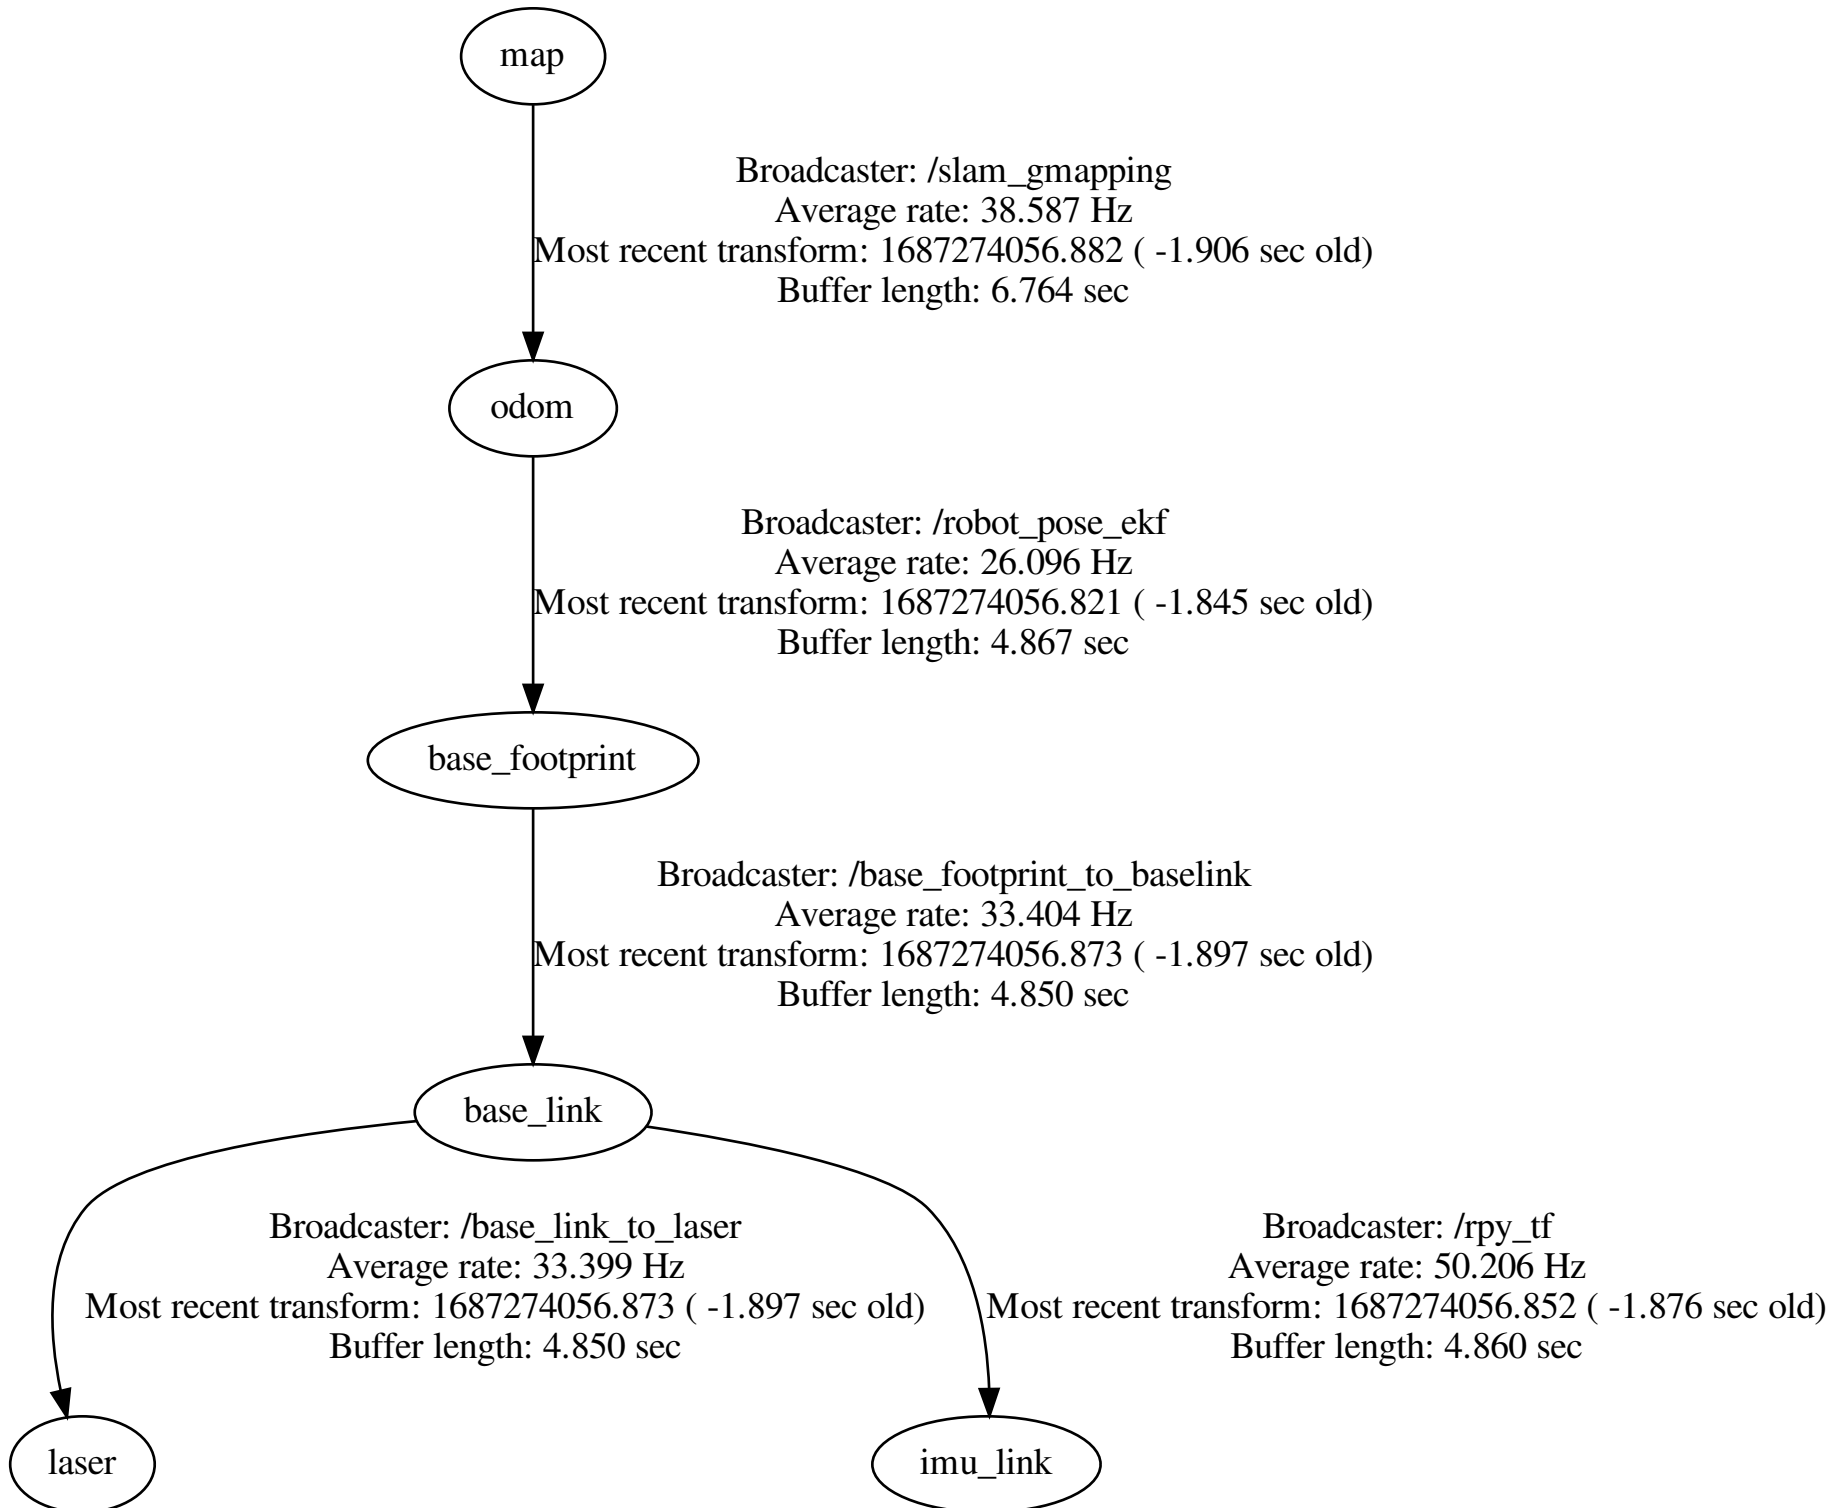 map
Broadcaster: /slam_gmapping
Average rate: 38.587 Hz
Most recent transform: 1687274056.882 ( -1.906 sec old)
Buffer length: 6.764 sec
odom
Broadcaster: /robot_pose_ekf
Average rate: 26.096 Hz
Most recent transform: 1687274056.821 ( -1.845 sec old)
Buffer length: 4.867 sec
base_footprint
Broadcaster: /base_footprint_to_baselink
Average rate: 33.404 Hz
Most recent transform: 1687274056.873 ( -1.897 sec old)
Buffer length: 4.850 sec
base_link
Broadcaster: /base_link_to_laser
Average rate: 33.399 Hz
Most recent transform: 1687274056.873 ( -1.897 sec old)
Buffer length: 4.850 sec
Broadcaster: /rpy_tf
Average rate: 50.206 Hz
Most recent transform: 1687274056.852 ( -1.876 sec old)
Buffer length: 4.860 sec
laser
imu_link